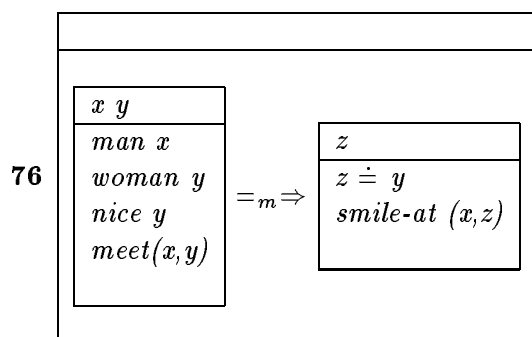 76
x y
man x
woman y
nice y
meet(x,y)
=m⇒
z
z ≐ y
smile-at (x,z)